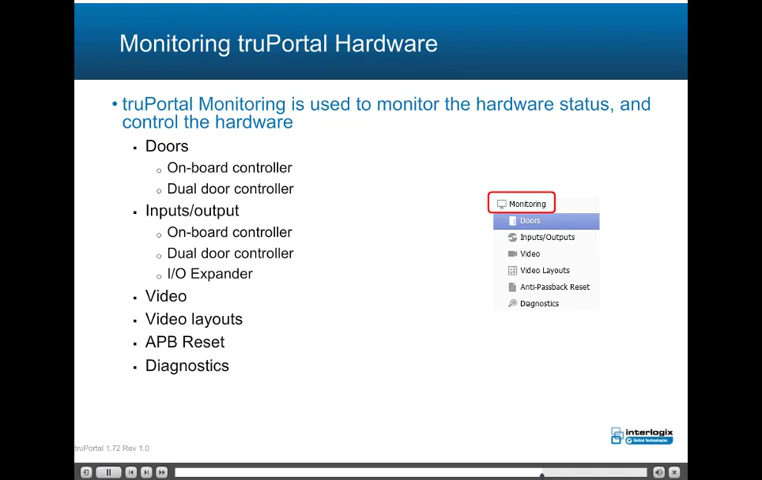 Monitoring truPortal Hardware
• truPortal Monitoring is used to monitor the hardware status, and
control the hardware
▪ Doors
○ On-board controller
○ Dual door controller
▪ Inputs/output
○ On-board controller
○ Dual door controller
○ I/O Expander
▪ Video
▪ Video layouts
▪ APB Reset
▪ Diagnostics
Monitoring
Doors
Inputs/Outputs
Video
Video Layouts
Anti-Passback Reset
Diagnostics
interlogix
United Technologies
truPortal 1.72 Rev 1.0